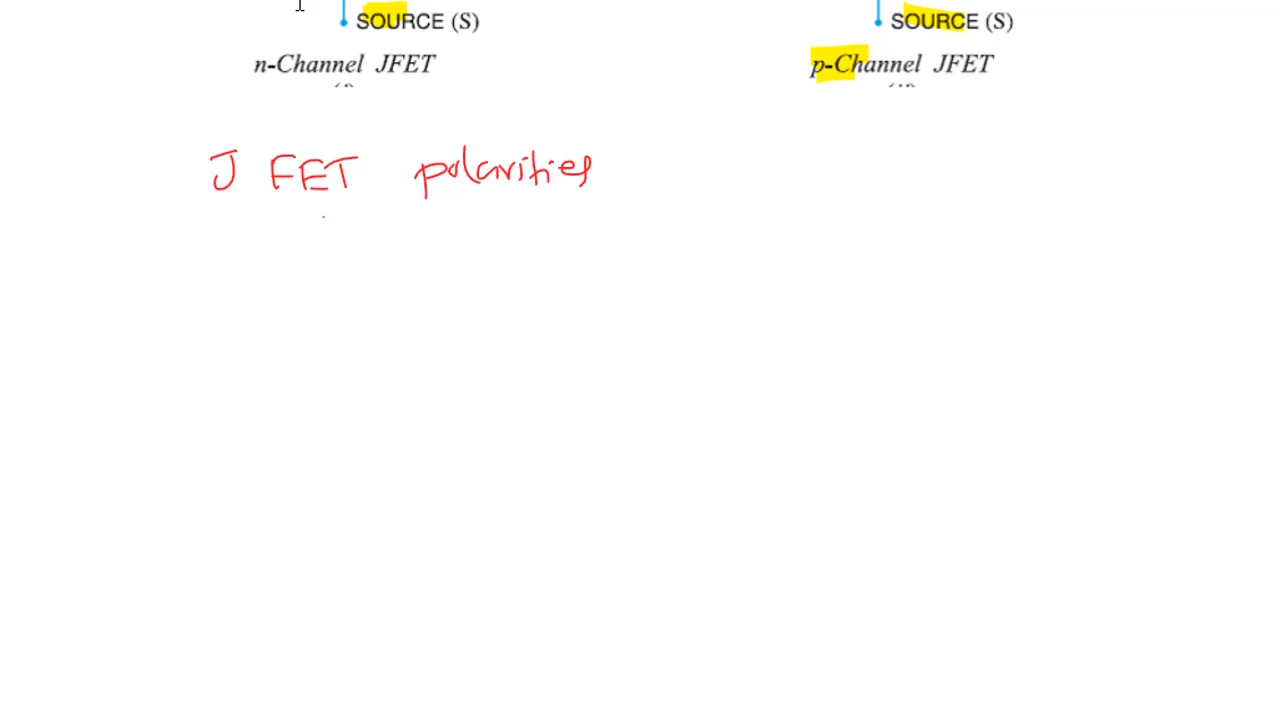 SOURCE (S) SOURCE (S)
n-Channel JFET p-Channel JFET
J FET polarities